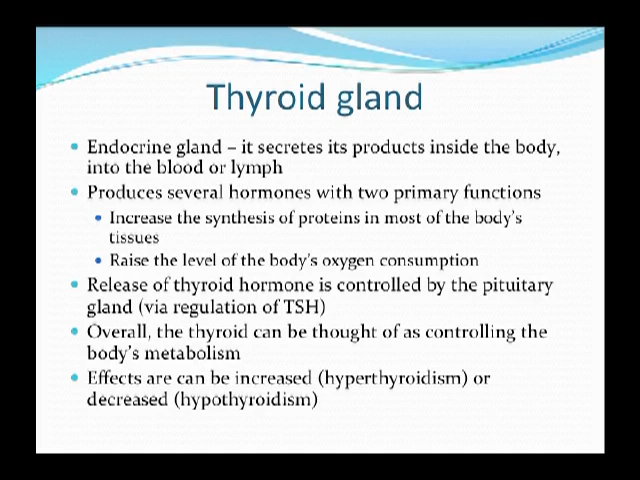 Thyroid gland
• Endocrine gland – it secretes its products inside the body,
into the blood or lymph
• Produces several hormones with two primary functions
• Increase the synthesis of proteins in most of the body's
tissues
• Raise the level of the body's oxygen consumption
• Release of thyroid hormone is controlled by the pituitary
gland (via regulation of TSH)
• Overall, the thyroid can be thought of as controlling the
body's metabolism
• Effects are can be increased (hyperthyroidism) or
decreased (hypothyroidism)